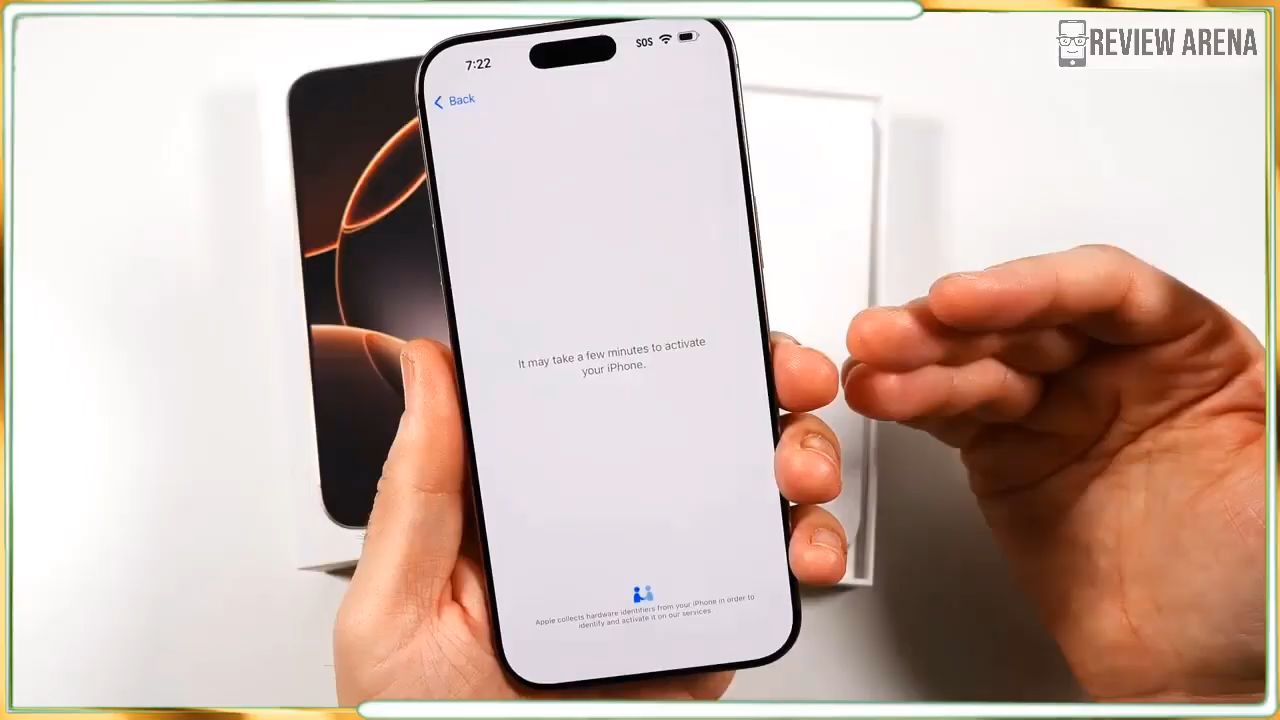 REVIEW ARENA
7:22
SOS
Back
It may take a few minutes to activate
your iPhone.
Apple collects hardware identifiers from your iPhone in order to
identify and activate it on our services.